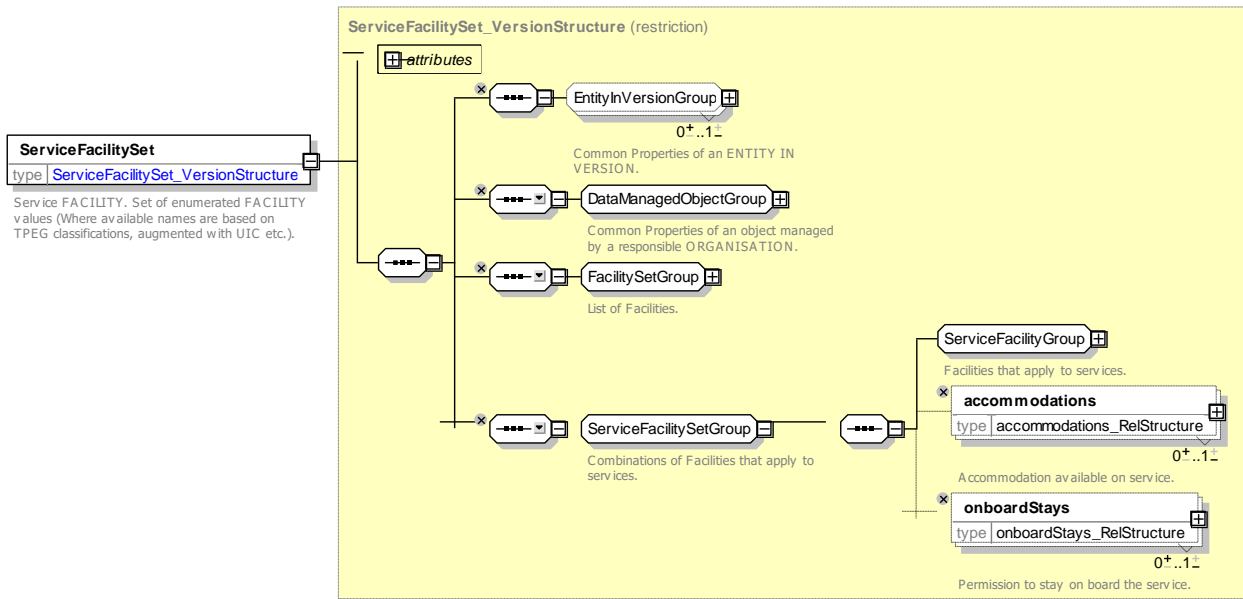 ServiceFacilitySet_VersionStructure (restriction)
attributes
EntityInVersionGroup
0+..1+
Common Properties of an ENTITY IN
VERSION.
ServiceFacilitySet
type ServiceFacilitySet_VersionStructure
Service FACILITY. Set of enumerated FACILITY
values (Where available names are based on
TPEG classifications, augmented with UIC etc.).
DataManagedObjectGroup
Common Properties of an object managed
by a responsible ORGANISATION.
FacilitySetGroup
List of Facilities.
ServiceFacilityGroup
Facilities that apply to services.
accommodations
type accommodations_RelStructure
0+..1+
Accommodation available on service.
ServiceFacilitySetGroup
Combinations of Facilities that apply to
services.
onboardStays
type onboardStays_RelStructure
0+..1+
Permission to stay on board the service.